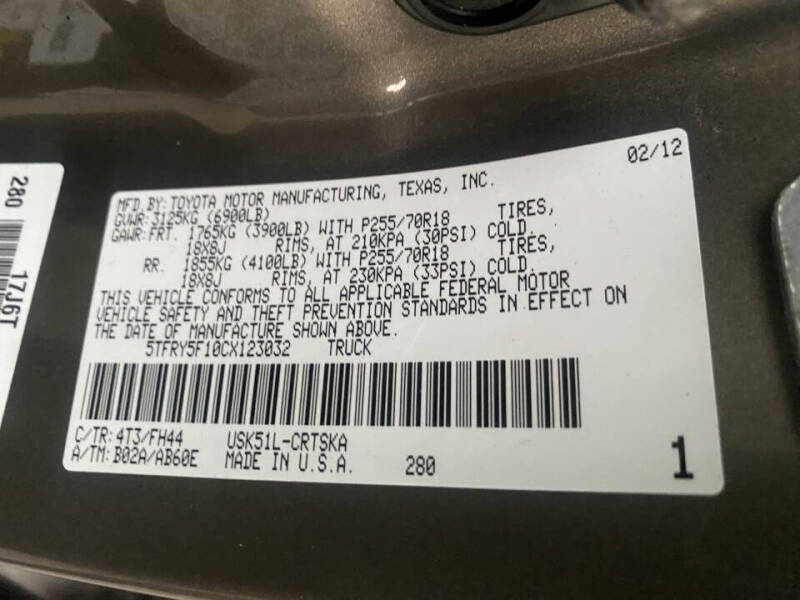 280
17J6T
02/12
MFD.BY:TOYOTA MOTOR MANUFACTURING, TEXAS, INC.
GVWR:3125KG (6900LB)
GAWR:FRT. 1765KG (3900LB) WITH P255/70R18 TIRES,
18X8J RIMS, AT 210KPA (30PSI) COLD.
RR. 1855KG (4100LB) WITH P255/70R18 TIRES,
18X8J RIMS, AT 230KPA (33PSI) COLD.
THIS VEHICLE CONFORMS TO ALL APPLICABLE FEDERAL MOTOR
VEHICLE SAFETY AND THEFT PREVENTION STANDARDS IN EFFECT ON
THE DATE OF MANUFACTURE SHOWN ABOVE.
5TFRY5F10CX123032 TRUCK
C/TR:4T3/FH44 USK51L-CRTSKA
A/TM:B02A/AB60E MADE IN U.S.A. 280 1